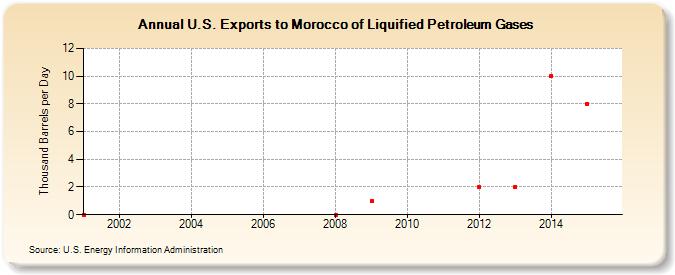 Annual U.S. Exports to Morocco of Liquified Petroleum Gases
Thousand Barrels per Day
12
10
8
6
4
2
0
2002 2004 2006 2008 2010 2012 2014
Source: U.S. Energy Information Administration